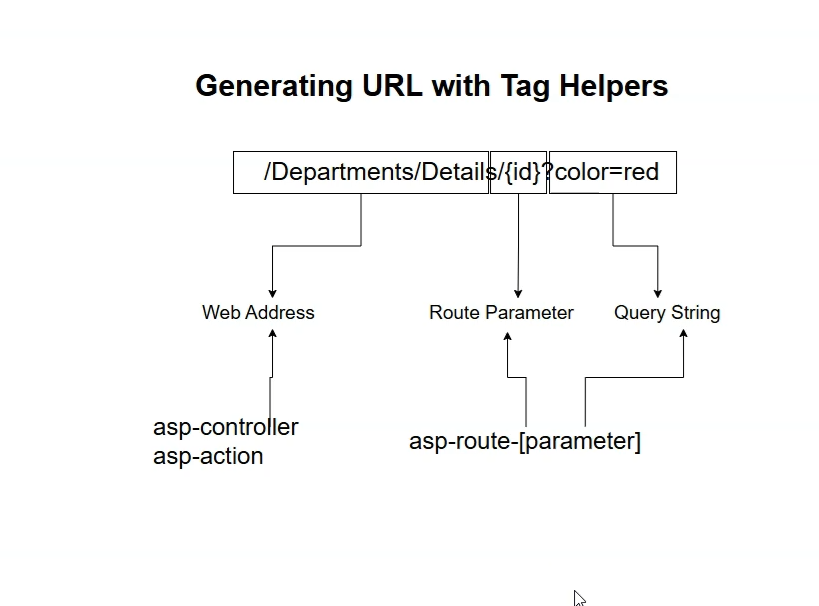 Generating URL with Tag Helpers
/Departments/Details/{id}?color=red
Web Address
Route Parameter
Query String
asp-controller
asp-action
asp-route-[parameter]